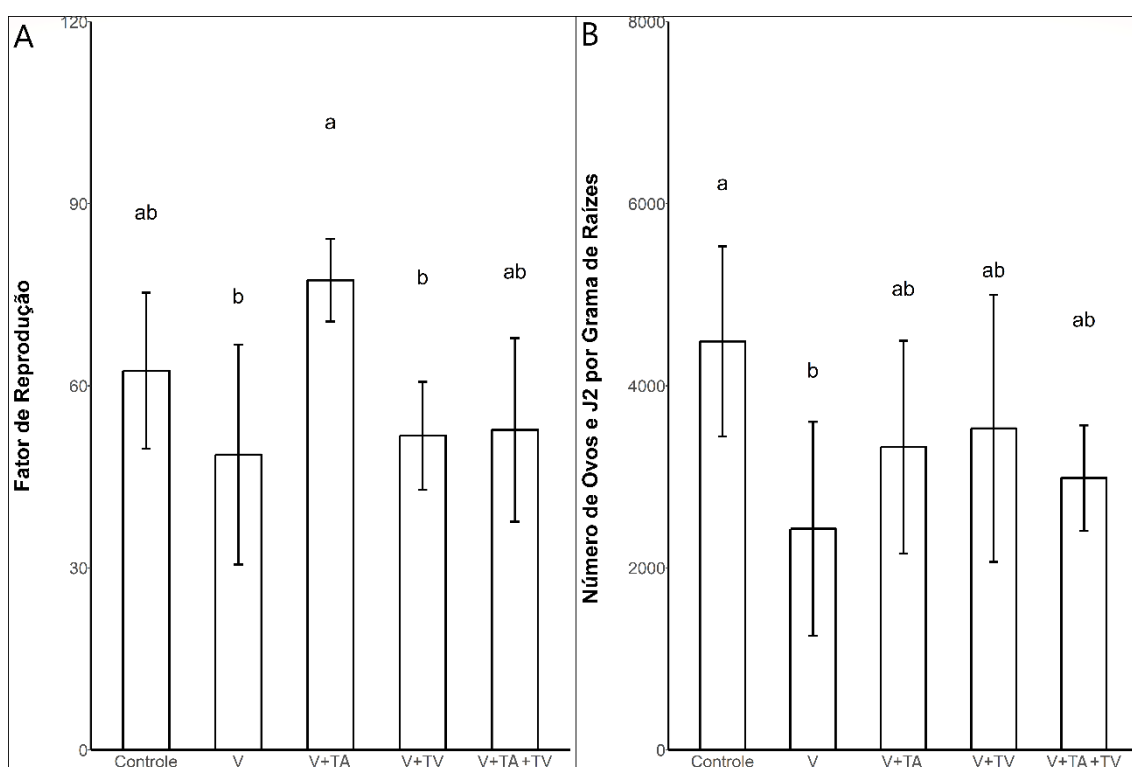 A
Fator de Reprodução
120
90
60
30
0
ab
b
a
b
ab
Controle
V
V+TA
V+TV
V+TA+TV
B
Número de Ovos e J2 por Grama de Raízes
8000
6000
4000
2000
0
a
b
ab
ab
ab
Controle
V
V+TA
V+TV
V+TA+TV